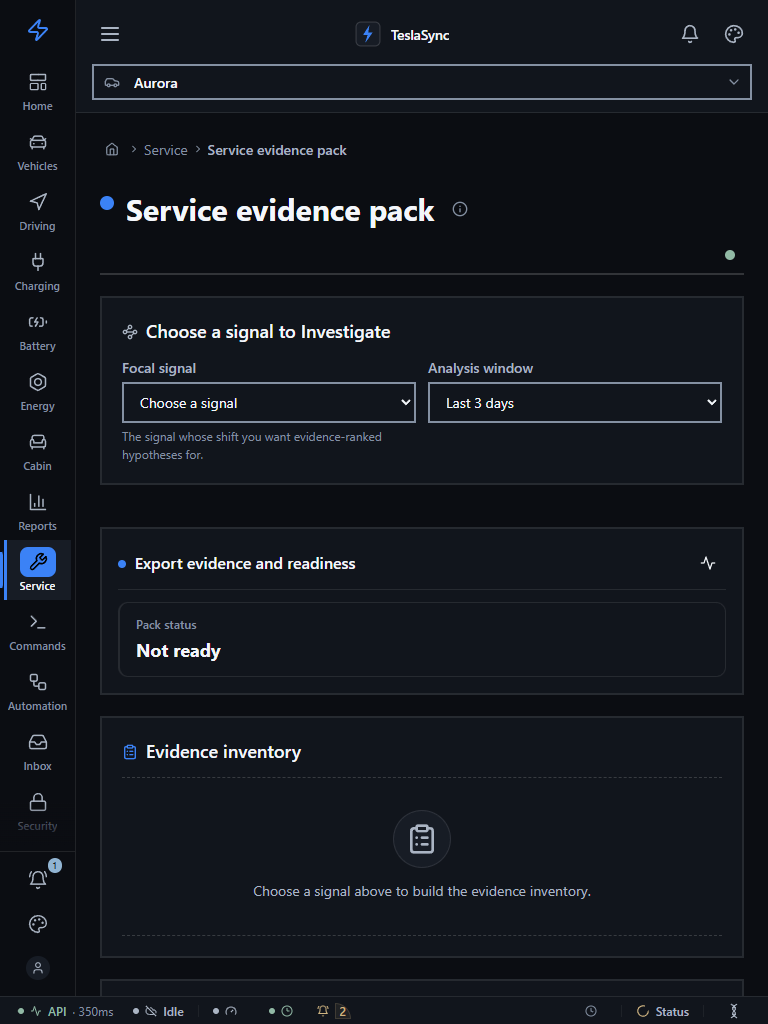 TeslaSync
Aurora
Home
Vehicles
Driving
Charging
Battery
Energy
Cabin
Reports
Service
Commands
Automation
Inbox
Security
1
Service
Service evidence pack
Service evidence pack
Choose a signal to Investigate
Focal signal
Analysis window
Choose a signal
Last 3 days
The signal whose shift you want evidence-ranked
hypotheses for.
Export evidence and readiness
Pack status
Not ready
Evidence inventory
Choose a signal above to build the evidence inventory.
API · 350ms
Idle
2
Status